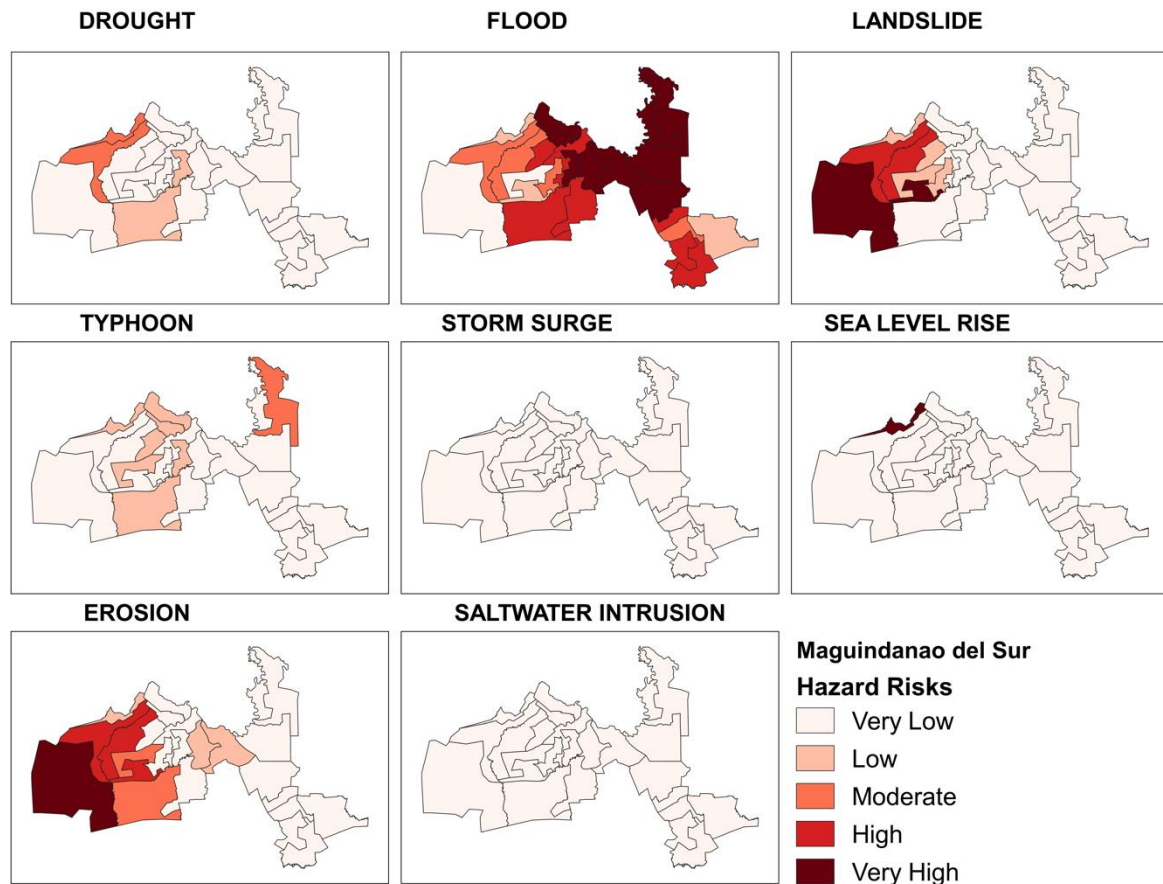 DROUGHT
FLOOD
LANDSLIDE
TYPHOON
STORM SURGE
SEA LEVEL RISE
EROSION
SALTWATER INTRUSION
Maguindanao del Sur
Hazard Risks
Very Low
Low
Moderate
High
Very High